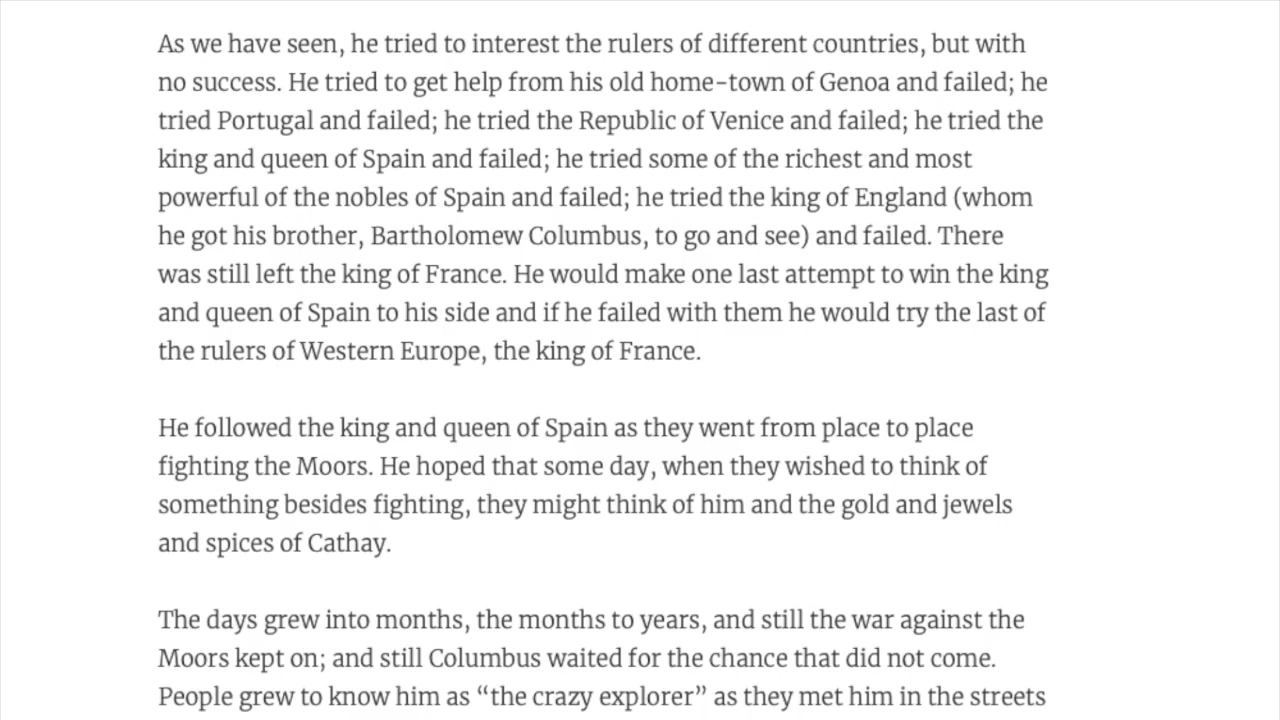 As we have seen, he tried to interest the rulers of different countries, but with
no success. He tried to get help from his old home-town of Genoa and failed; he
tried Portugal and failed; he tried the Republic of Venice and failed; he tried the
king and queen of Spain and failed; he tried some of the richest and most
powerful of the nobles of Spain and failed; he tried the king of England (whom
he got his brother, Bartholomew Columbus, to go and see) and failed. There
was still left the king of France. He would make one last attempt to win the king
and queen of Spain to his side and if he failed with them he would try the last of
the rulers of Western Europe, the king of France.
He followed the king and queen of Spain as they went from place to place
fighting the Moors. He hoped that some day, when they wished to think of
something besides fighting, they might think of him and the gold and jewels
and spices of Cathay.
The days grew into months, the months to years, and still the war against the
Moors kept on; and still Columbus waited for the chance that did not come.
People grew to know him as “the crazy explorer” as they met him in the streets